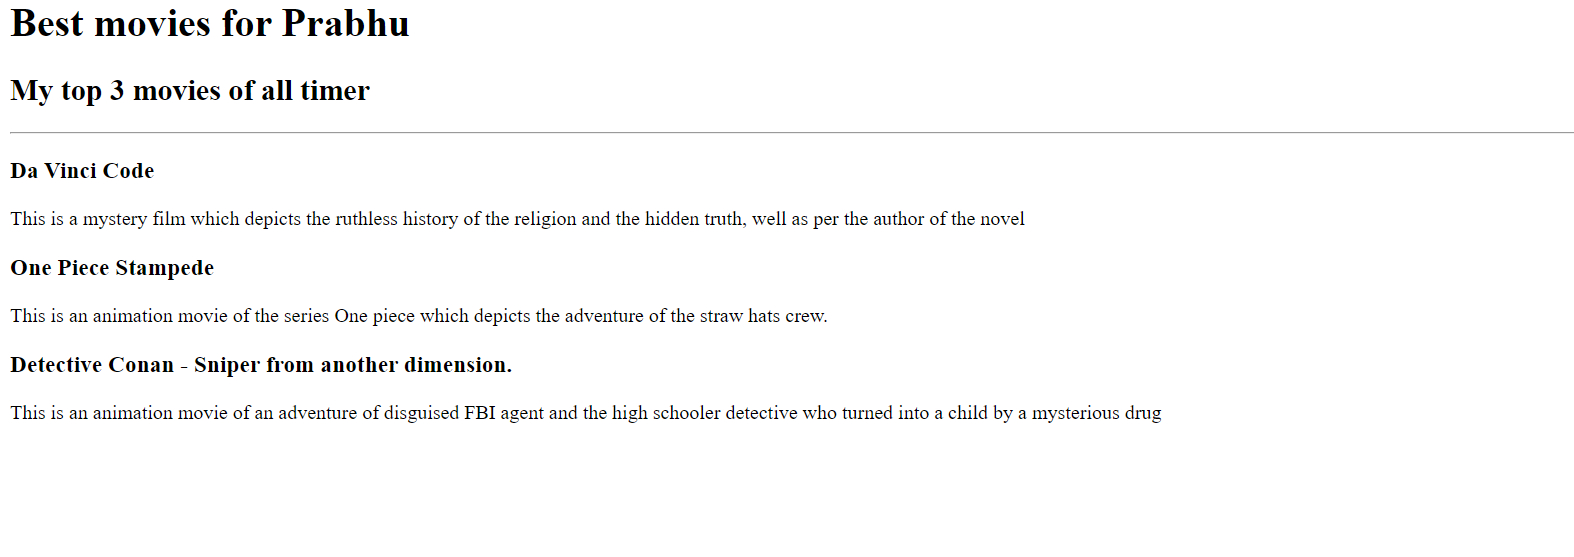 Best movies for Prabhu
My top 3 movies of all timer
Da Vinci Code
This is a mystery film which depicts the ruthless history of the religion and the hidden truth, well as per the author of the novel
One Piece Stampede
This is an animation movie of the series One piece which depicts the adventure of the straw hats crew.
Detective Conan - Sniper from another dimension.
This is an animation movie of an adventure of disguised FBI agent and the high schooler detective who turned into a child by a mysterious drug